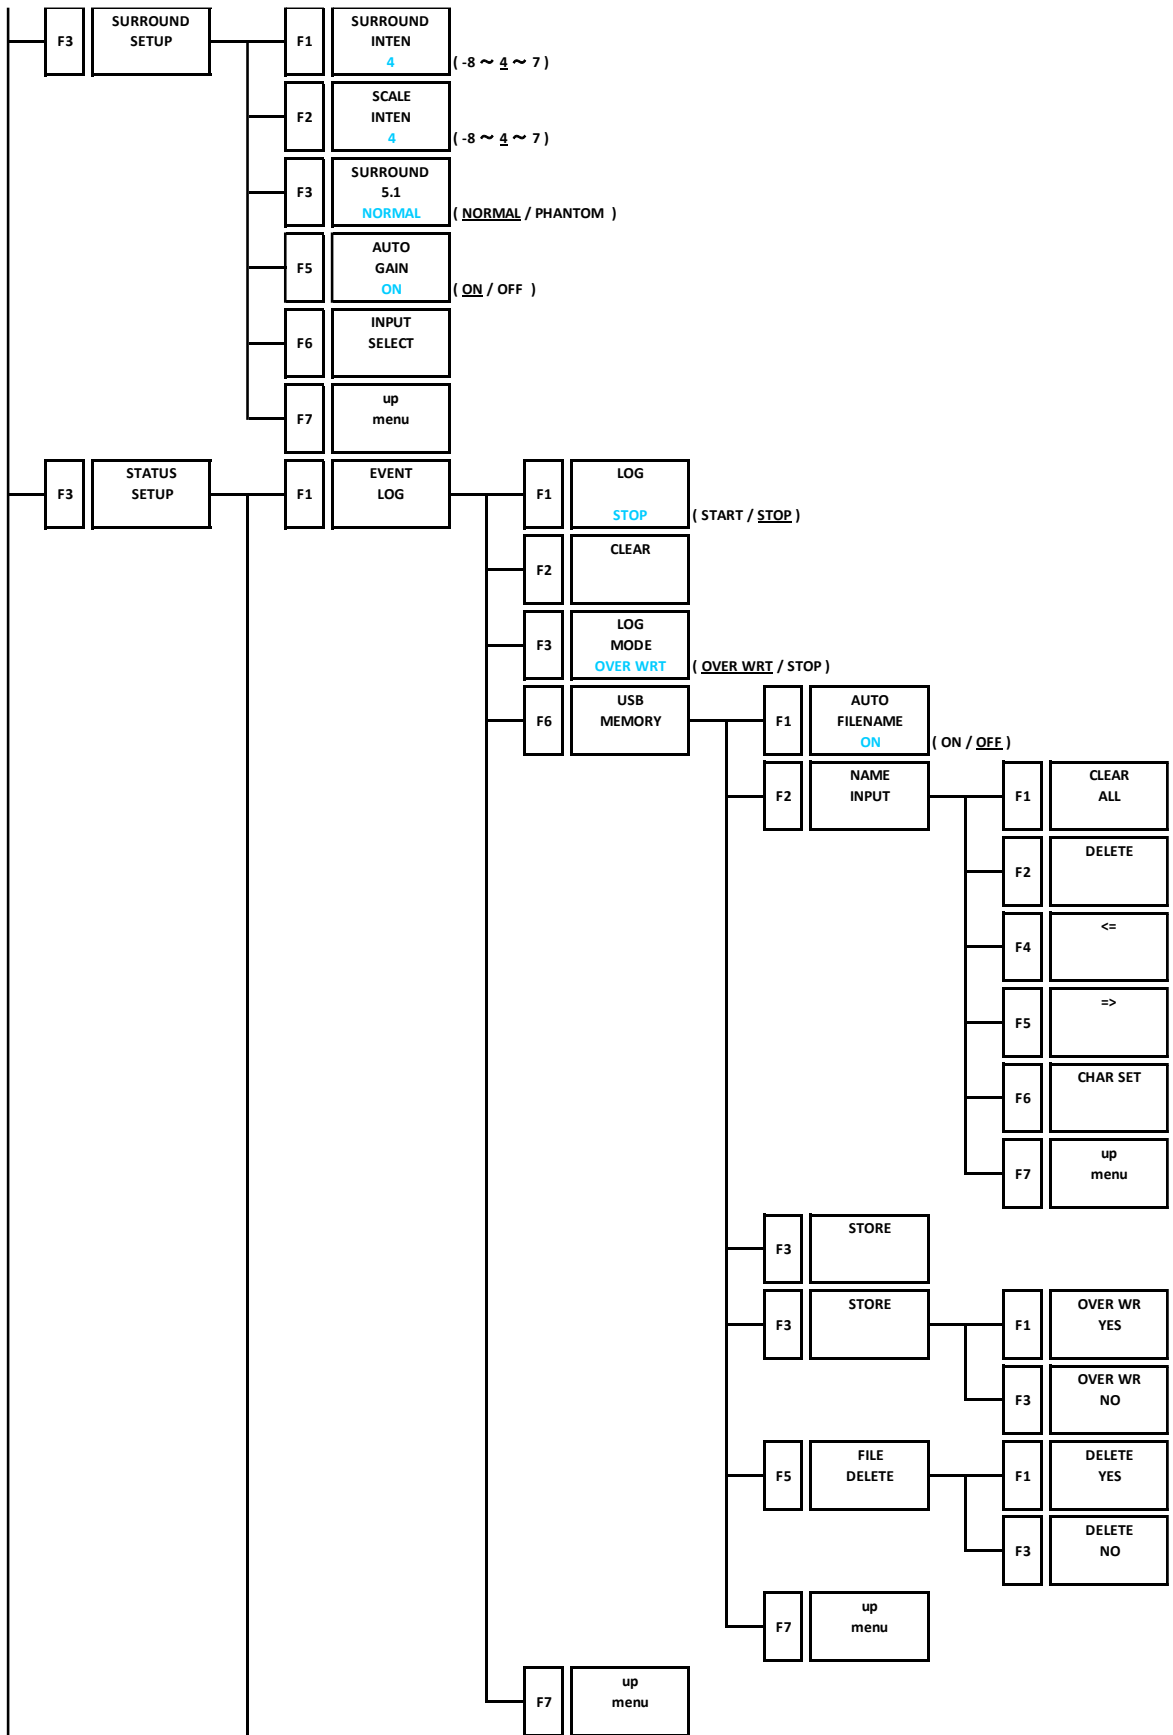 F3
SURROUND
SETUP
F1
SURROUND
INTEN
4
( -8 ～ 4 ～ 7 )
F2
SCALE
INTEN
4
( -8 ～ 4 ～ 7 )
F3
SURROUND
5.1
NORMAL
( NORMAL / PHANTOM )
F5
AUTO
GAIN
ON
( ON / OFF )
F6
INPUT
SELECT
F7
up
menu
F3
STATUS
SETUP
F1
EVENT
LOG
F1
LOG
STOP
( START / STOP )
F2
CLEAR
F3
LOG
MODE
OVER WRT
( OVER WRT / STOP )
F6
USB
MEMORY
F1
AUTO
FILENAME
ON
( ON / OFF )
F2
NAME
INPUT
F1
CLEAR
ALL
F2
DELETE
F4
<=
F5
=>
F6
CHAR SET
F7
up
menu
F3
STORE
F3
STORE
F1
OVER WR
YES
F3
OVER WR
NO
F5
FILE
DELETE
F1
DELETE
YES
F3
DELETE
NO
F7
up
menu
F7
up
menu